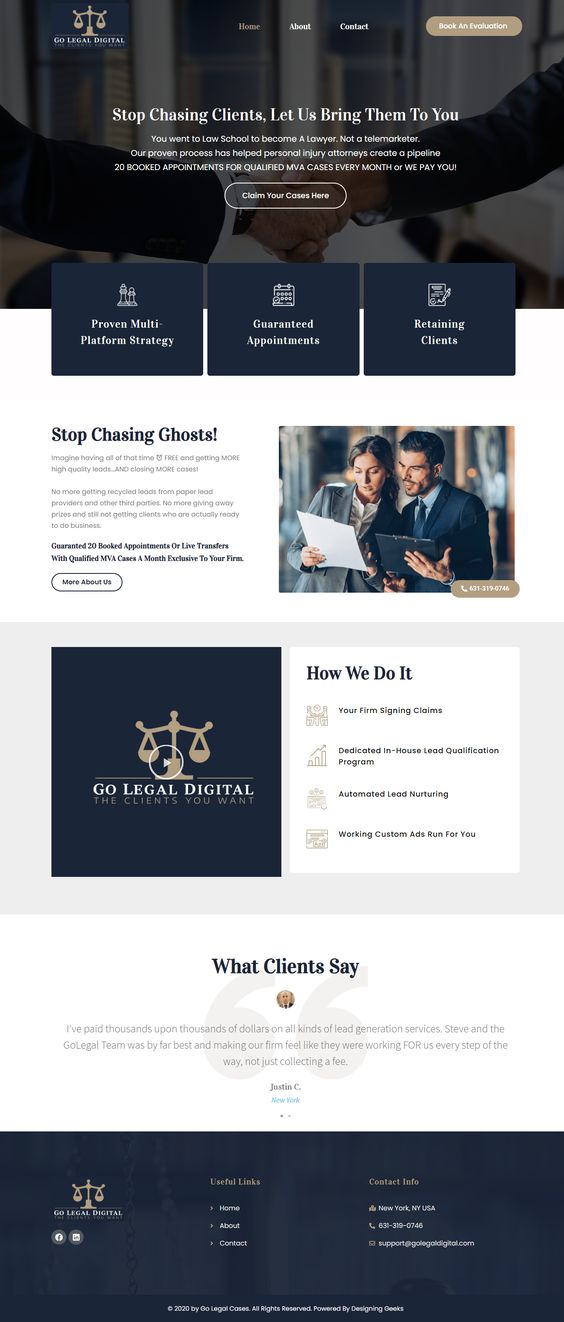 GO LEGAL DIGITAL
THE CLIENTS YOU WANT
Home
About
Contact
Book An Evaluation
Stop Chasing Clients, Let Us Bring Them To You
You went to Law School to become A Lawyer. Not a telemarketer.
Our proven process has helped personal injury attorneys create a pipeline
20 BOOKED APPOINTMENTS FOR QUALIFIED MVA CASES EVERY MONTH or WE PAY YOU!
Claim Your Cases Here
Proven Multi-
Platform Strategy
Guaranteed
Appointments
Retaining
Clients
Stop Chasing Ghosts!
Imagine having all of that time ⏰ FREE and getting MORE
high quality leads...AND closing MORE cases!
No more getting recycled leads from paper lead
providers and other third parties. No more giving away
prizes and still not getting clients who are actually ready
to do business.
Guaranted 20 Booked Appointments Or Live Transfers
With Qualified MVA Cases A Month Exclusive To Your Firm.
More About Us
631-319-0746
GO LEGAL DIGITAL
THE CLIENTS YOU WANT
How We Do It
Your Firm Signing Claims
Dedicated In-House Lead Qualification
Program
Automated Lead Nurturing
Working Custom Ads Run For You
What Clients Say
I've paid thousands upon thousands of dollars on all kinds of lead generation services. Steve and the
GoLegal Team was by far best and making our firm feel like they were working FOR us every step of the
way, not just collecting a fee.
Justin C.
New York
GO LEGAL DIGITAL
THE CLIENTS YOU WANT
Useful Links
Home
About
Contact
Contact Info
New York, NY USA
631-319-0746
support@golegaldigital.com
© 2020 by Go Legal Cases. All Rights Reserved. Powered By Designing Geeks